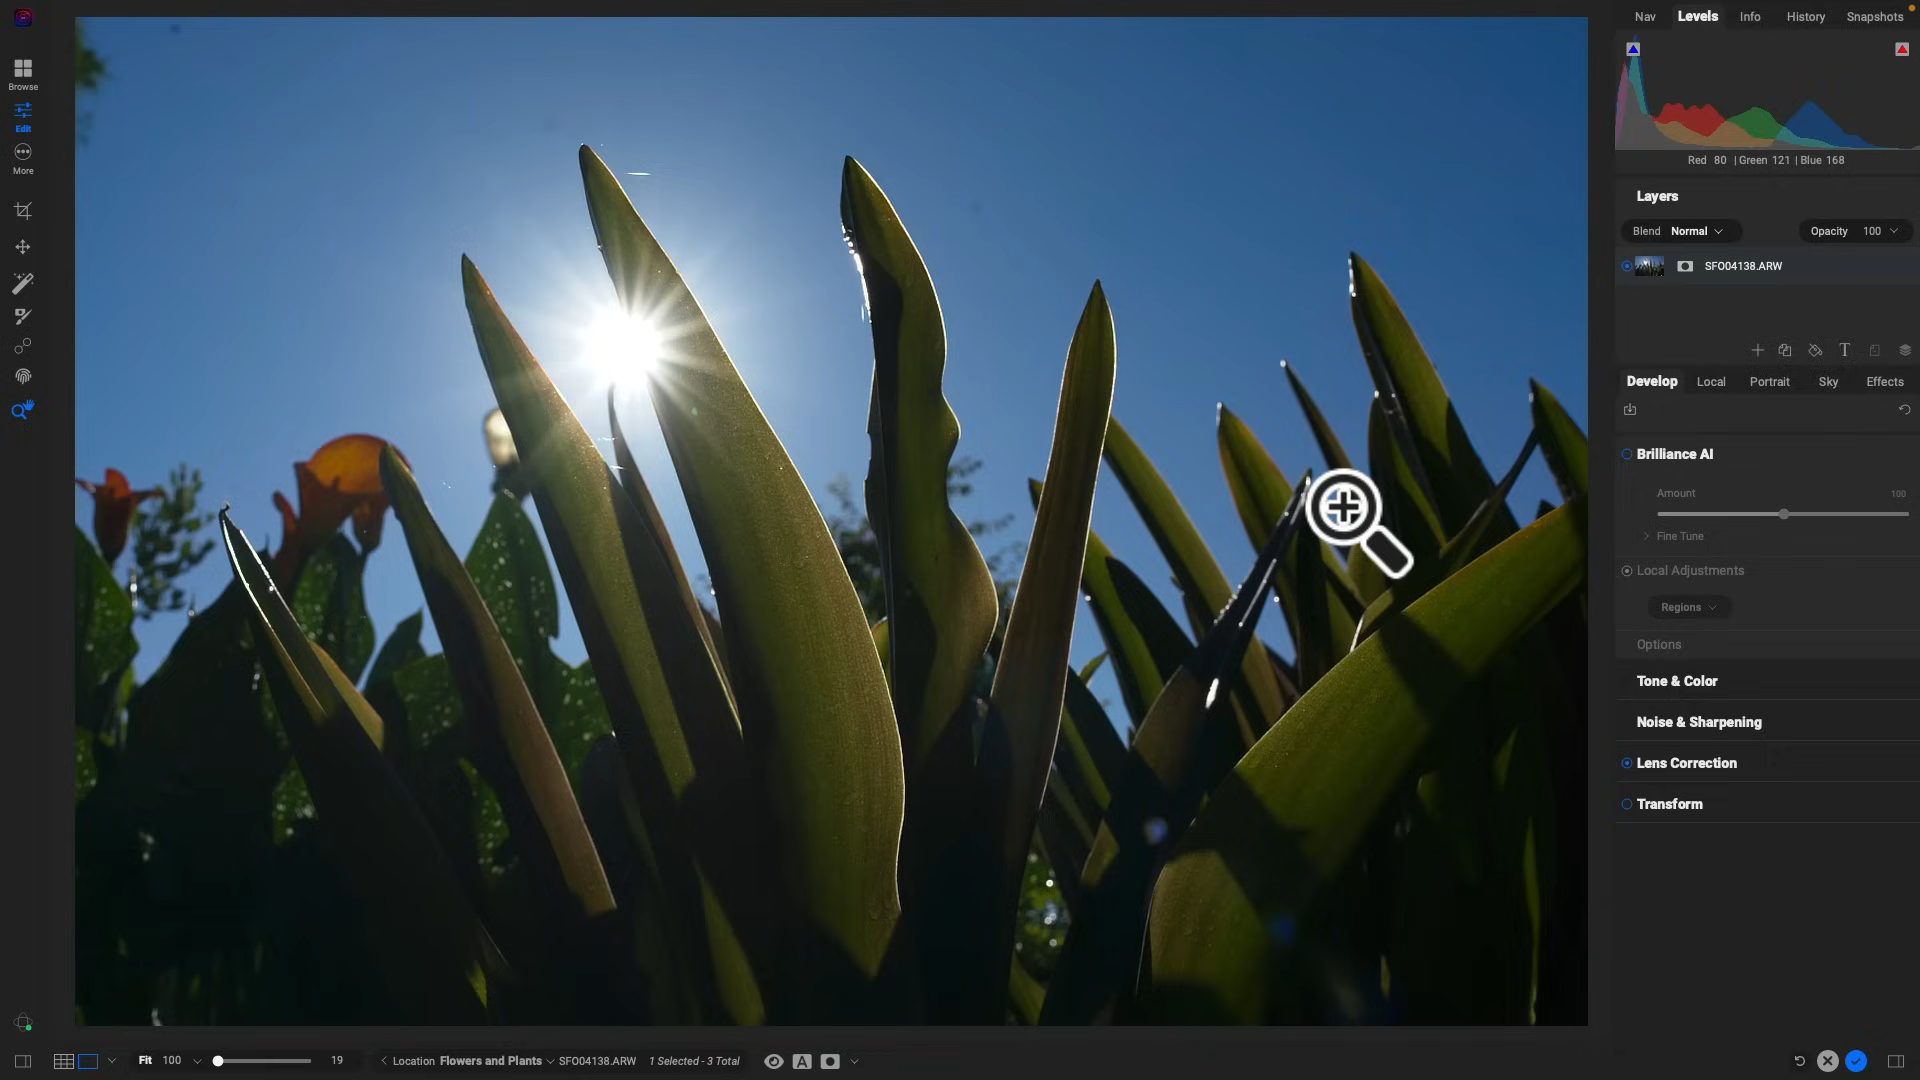 Nav Levels Info History Snapshots
Browse
Edit
More
Red 80 | Green 121 | Blue 168
Layers
Blend Normal Opacity 100
SFO04138.ARW
T
Develop Local Portrait Sky Effects
Brilliance AI
Amount 100
Fine Tune
Local Adjustments
Regions
Options
Tone & Color
Noise & Sharpening
Lens Correction
Transform
Fit 100 19 Location Flowers and Plants SFO04138.ARW 1 Selected - 3 Total A